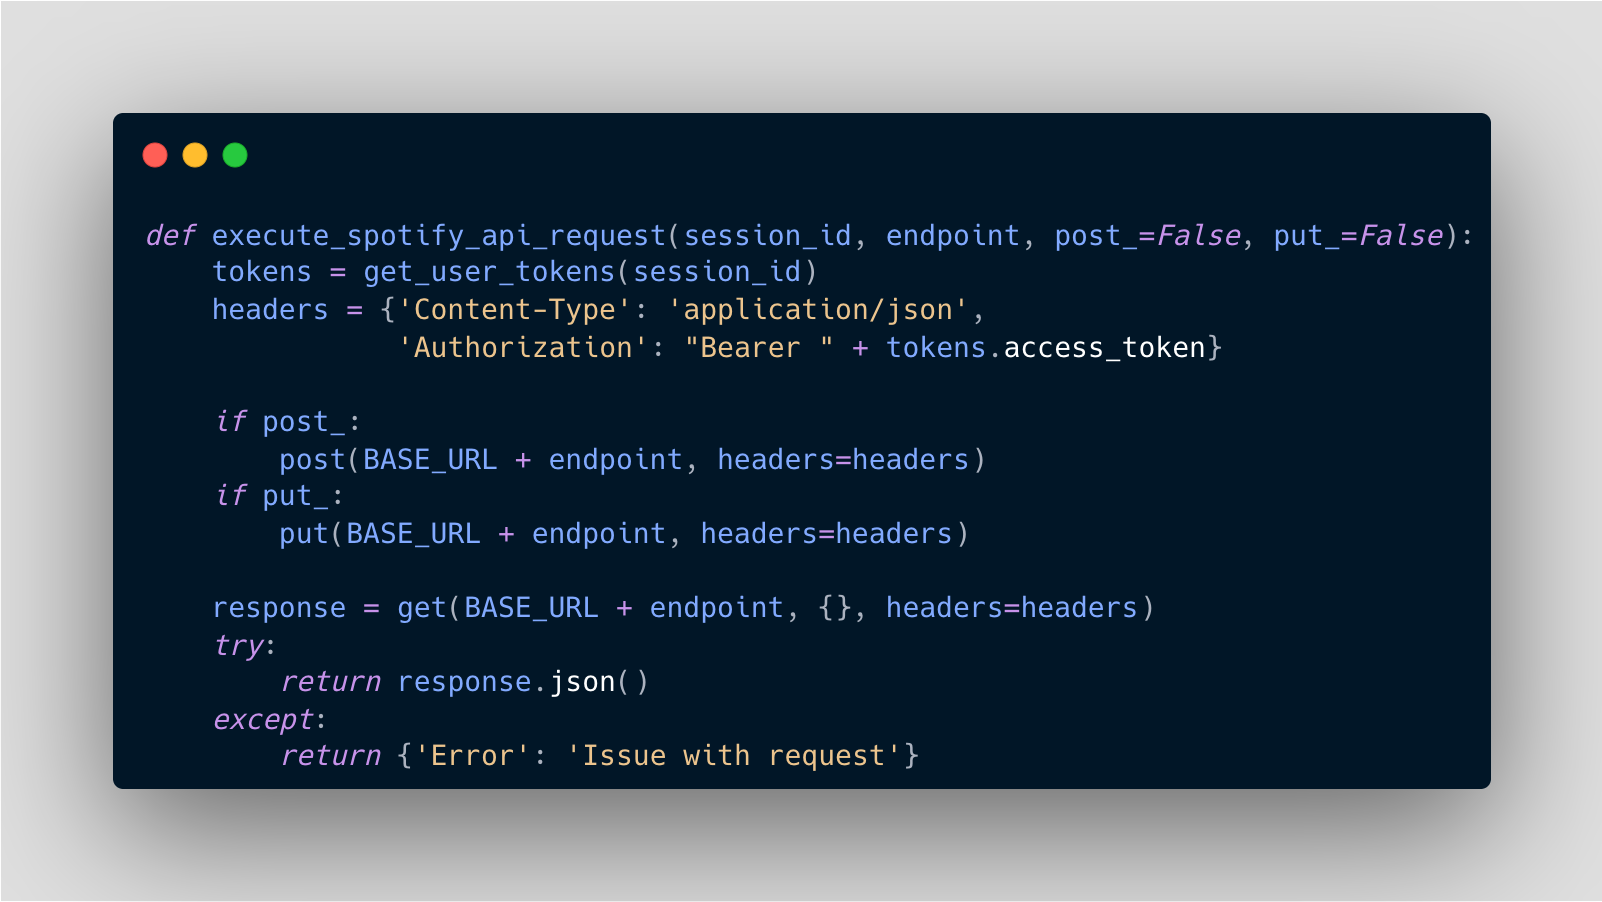 def execute_spotify_api_request(session_id, endpoint, post_=False, put_=False):
    tokens = get_user_tokens(session_id)
    headers = {'Content-Type': 'application/json',
               'Authorization': "Bearer " + tokens.access_token}

    if post_:
        post(BASE_URL + endpoint, headers=headers)
    if put_:
        put(BASE_URL + endpoint, headers=headers)

    response = get(BASE_URL + endpoint, {}, headers=headers)
    try:
        return response.json()
    except:
        return {'Error': 'Issue with request'}